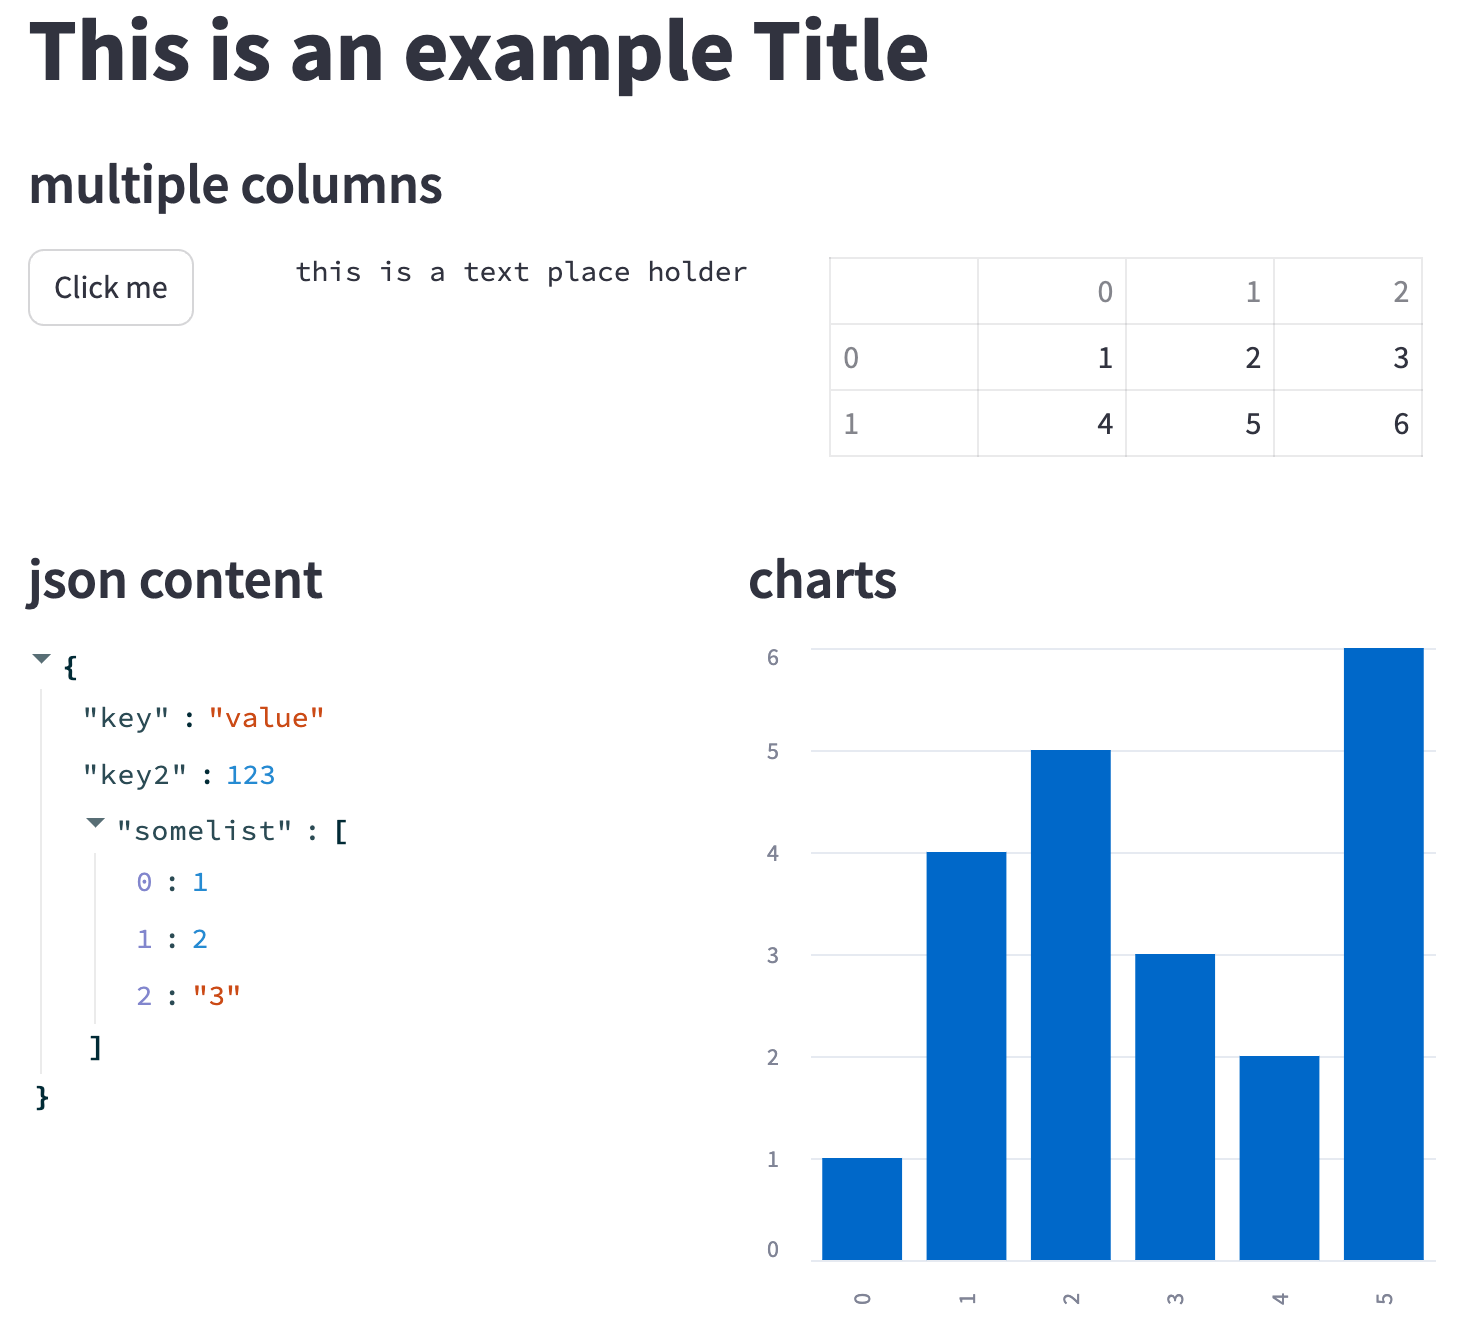 This is an example Title
multiple columns
Click me
this is a text place holder
0 1 2
0 1 2 3
1 4 5 6
json content
{
"key" : "value"
"key2" : 123
"somelist" : [
0 : 1
1 : 2
2 : "3"
]
}
charts
6
5
4
3
2
1
0
0 1 2 3 4 5